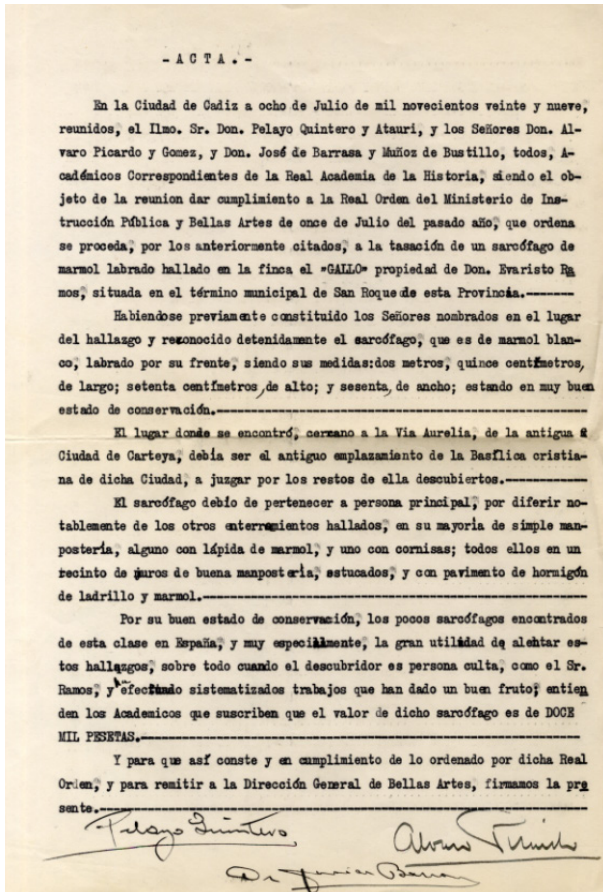 - A C T A . -
En la Ciudad de Cadiz a ocho de Julio de mil novecientos veinte y nueve,
reunidos, el Ilmo. Sr. Don. Pelayo Quintero y Atauri, y los Señores Don. Al-
varo Picardo y Gomez, y Don. José de Barrasa y Muñoz de Bustillo, todos, A-
cadémicos Correspondientes de la Real Academia de la Historia, siendo el ob-
jeto de la reunion dar cumplimiento a la Real Orden del Ministerio de Ins-
trucción Pública y Bellas Artes de once de Julio del pasado año, que ordena
se proceda, por los anteriormente citados, a la tasación de un sarcófago de
marmol labrado hallado en la finca el "GALLO" propiedad de Don. Evaristo Ra
mos, situada en el término municipal de San Roque de esta Provincia.-------
Habiendose previamente constituido los Señores nombrados en el lugar
del hallazgo y reconocido detenidamente el sarcófago, que es de marmol blan-
co, labrado por su frente, siendo sus medidas:dos metros, quince centímetros,
de largo; setenta centímetros, de alto; y sesenta, de ancho; estando en muy buen
estado de conservación.-------------------------------------------------
El lugar donde se encontró, cercano a la Via Aurelia, de la antigua
Ciudad de Carteya, debía ser el antiguo emplazamiento de la Basílica cristia-
na de dicha Ciudad, a juzgar por los restos de ella descubiertos.-----------
El sarcófago debío de pertenecer a persona principal, por diferir no-
tablemente de los otros enterramientos hallados, en su mayoria de simple man-
postería, alguno con lápida de marmol, y uno con cornisas; todos ellos en un
recinto de muros de buena manpostería, estucados, y con pavimento de hormigón
de ladrillo y marmol.---------------------------------------------------
Por su buen estado de conservación, los pocos sarcófagos encontrados
de esta clase en España, y muy especialmente, la gran utilidad de alentar es-
tos hallazgos, sobre todo cuando el descubridor es persona culta, como el Sr.
Ramos, y efectuando sistematizados trabajos que han dado un buen fruto; entien
den los Academicos que suscriben que el valor de dicho sarcófago es de DOCE
MIL PESETAS.------------------------------------------------------------
Y para que así conste y en cumplimiento de lo ordenado por dicha Real
Orden, y para remitir a la Dirección General de Bellas Artes, firmamos la pre
sente.------------------------------------------------------------------
Pelayo Quintero
Alvaro Picardo